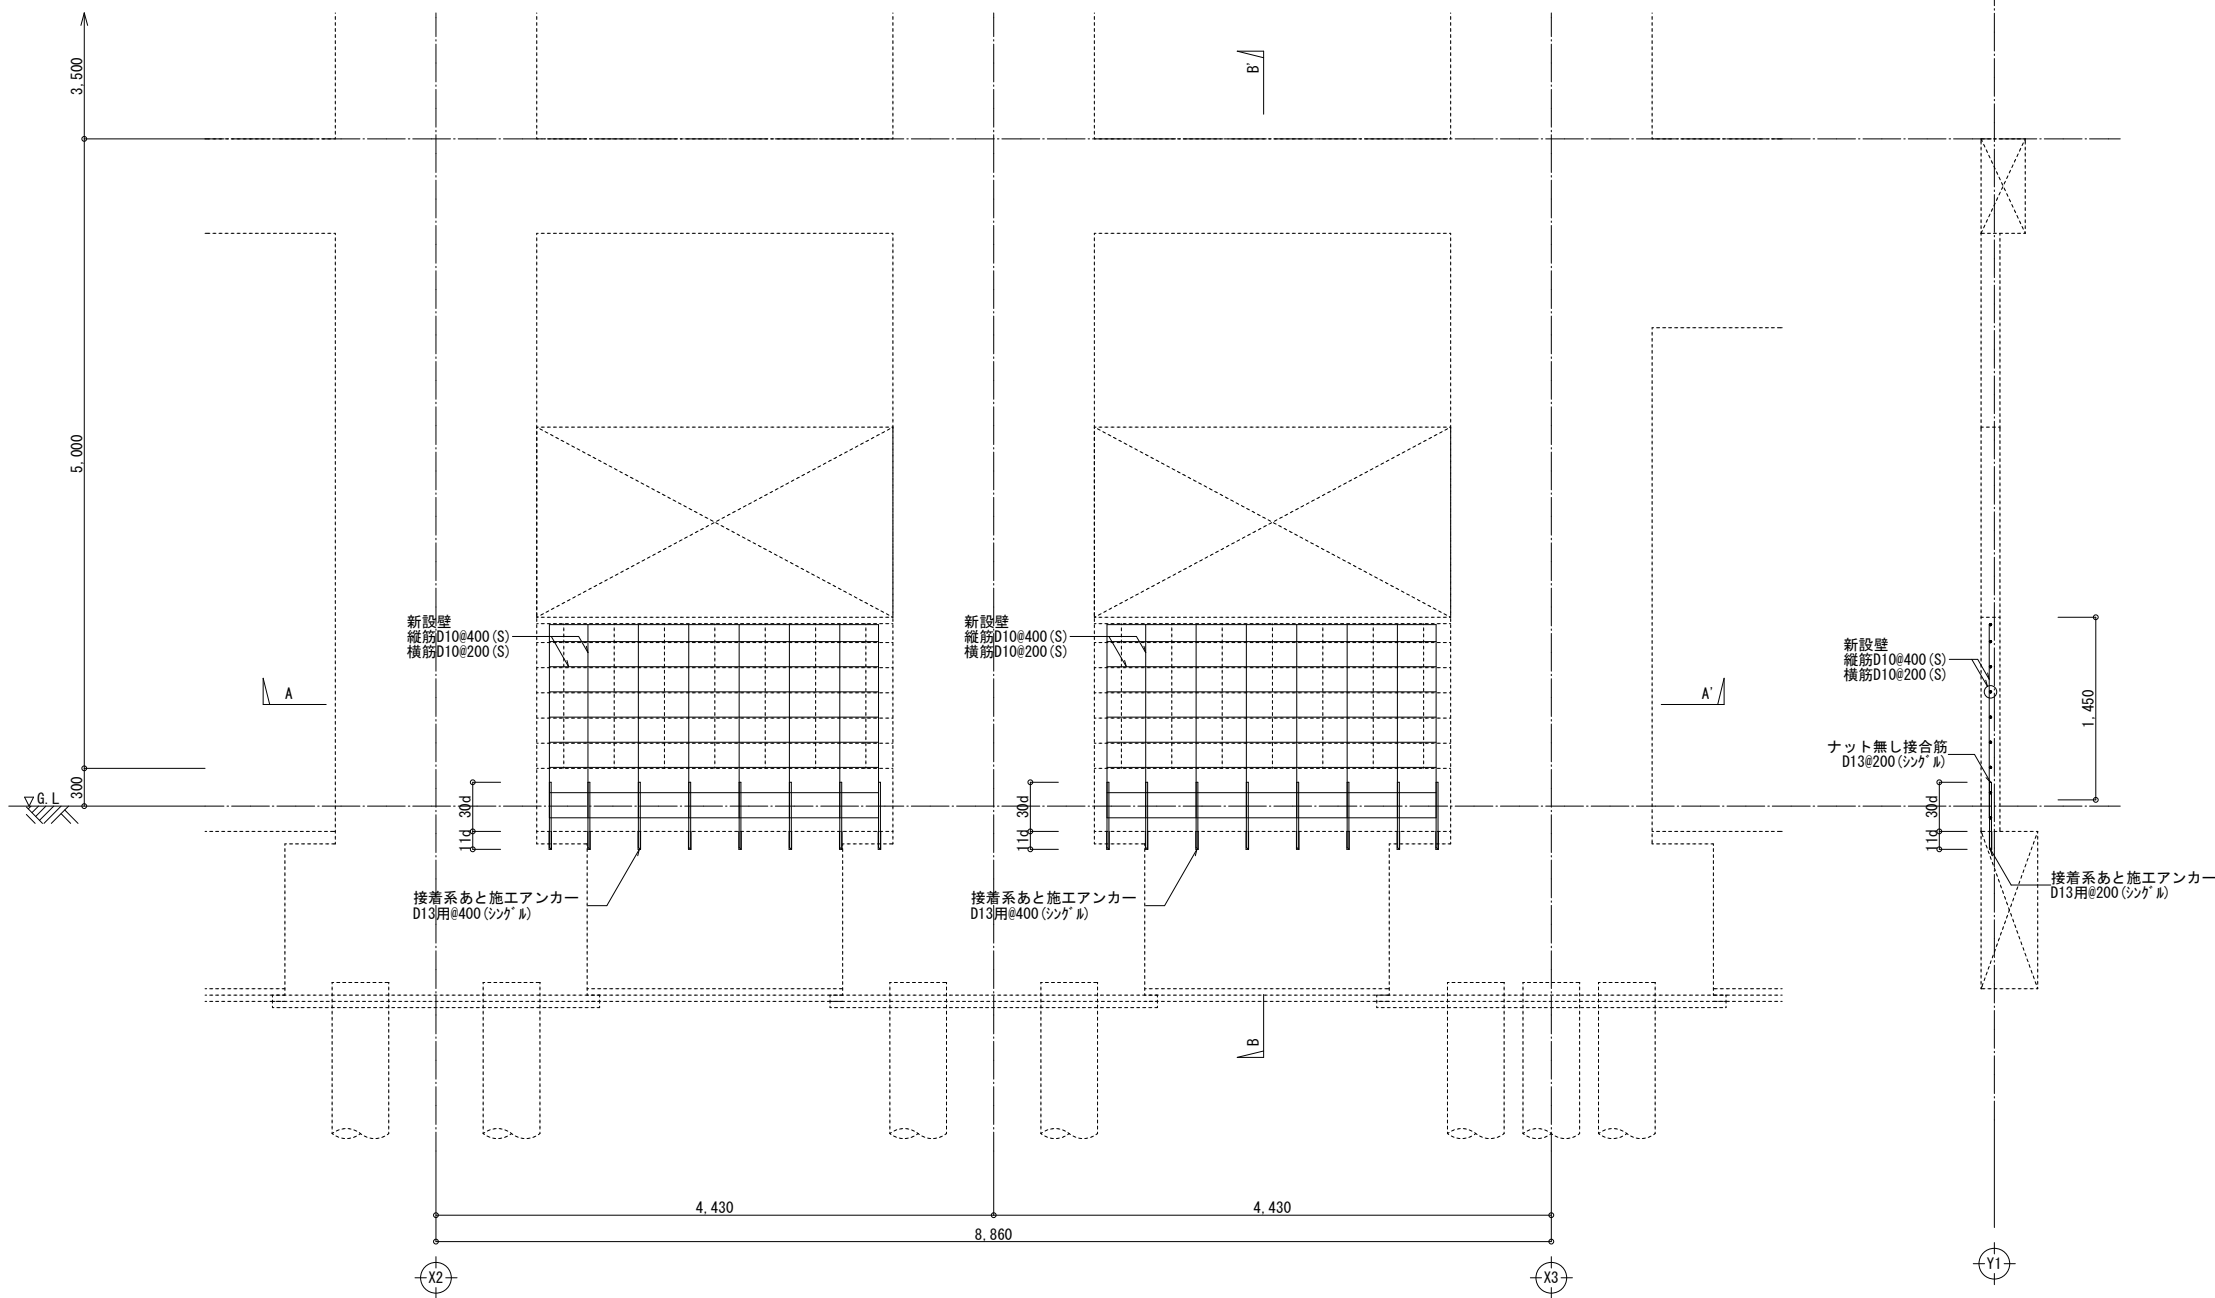 3,500
B'
5,000
新設壁
縦筋D10@400(S)
横筋D10@200(S)
新設壁
縦筋D10@400(S)
横筋D10@200(S)
新設壁
縦筋D10@400(S)
横筋D10@200(S)
A
A'
1,450
ナット無し接合筋
D13@200(ｼﾝｸﾞﾙ)
300
G.L
30d
11d
30d
11d
30d
11d
接着系あと施工アンカー
D13用@400(ｼﾝｸﾞﾙ)
接着系あと施工アンカー
D13用@400(ｼﾝｸﾞﾙ)
接着系あと施工アンカー
D13用@200(ｼﾝｸﾞﾙ)
B
4,430
4,430
8,860
X2
X3
Y1